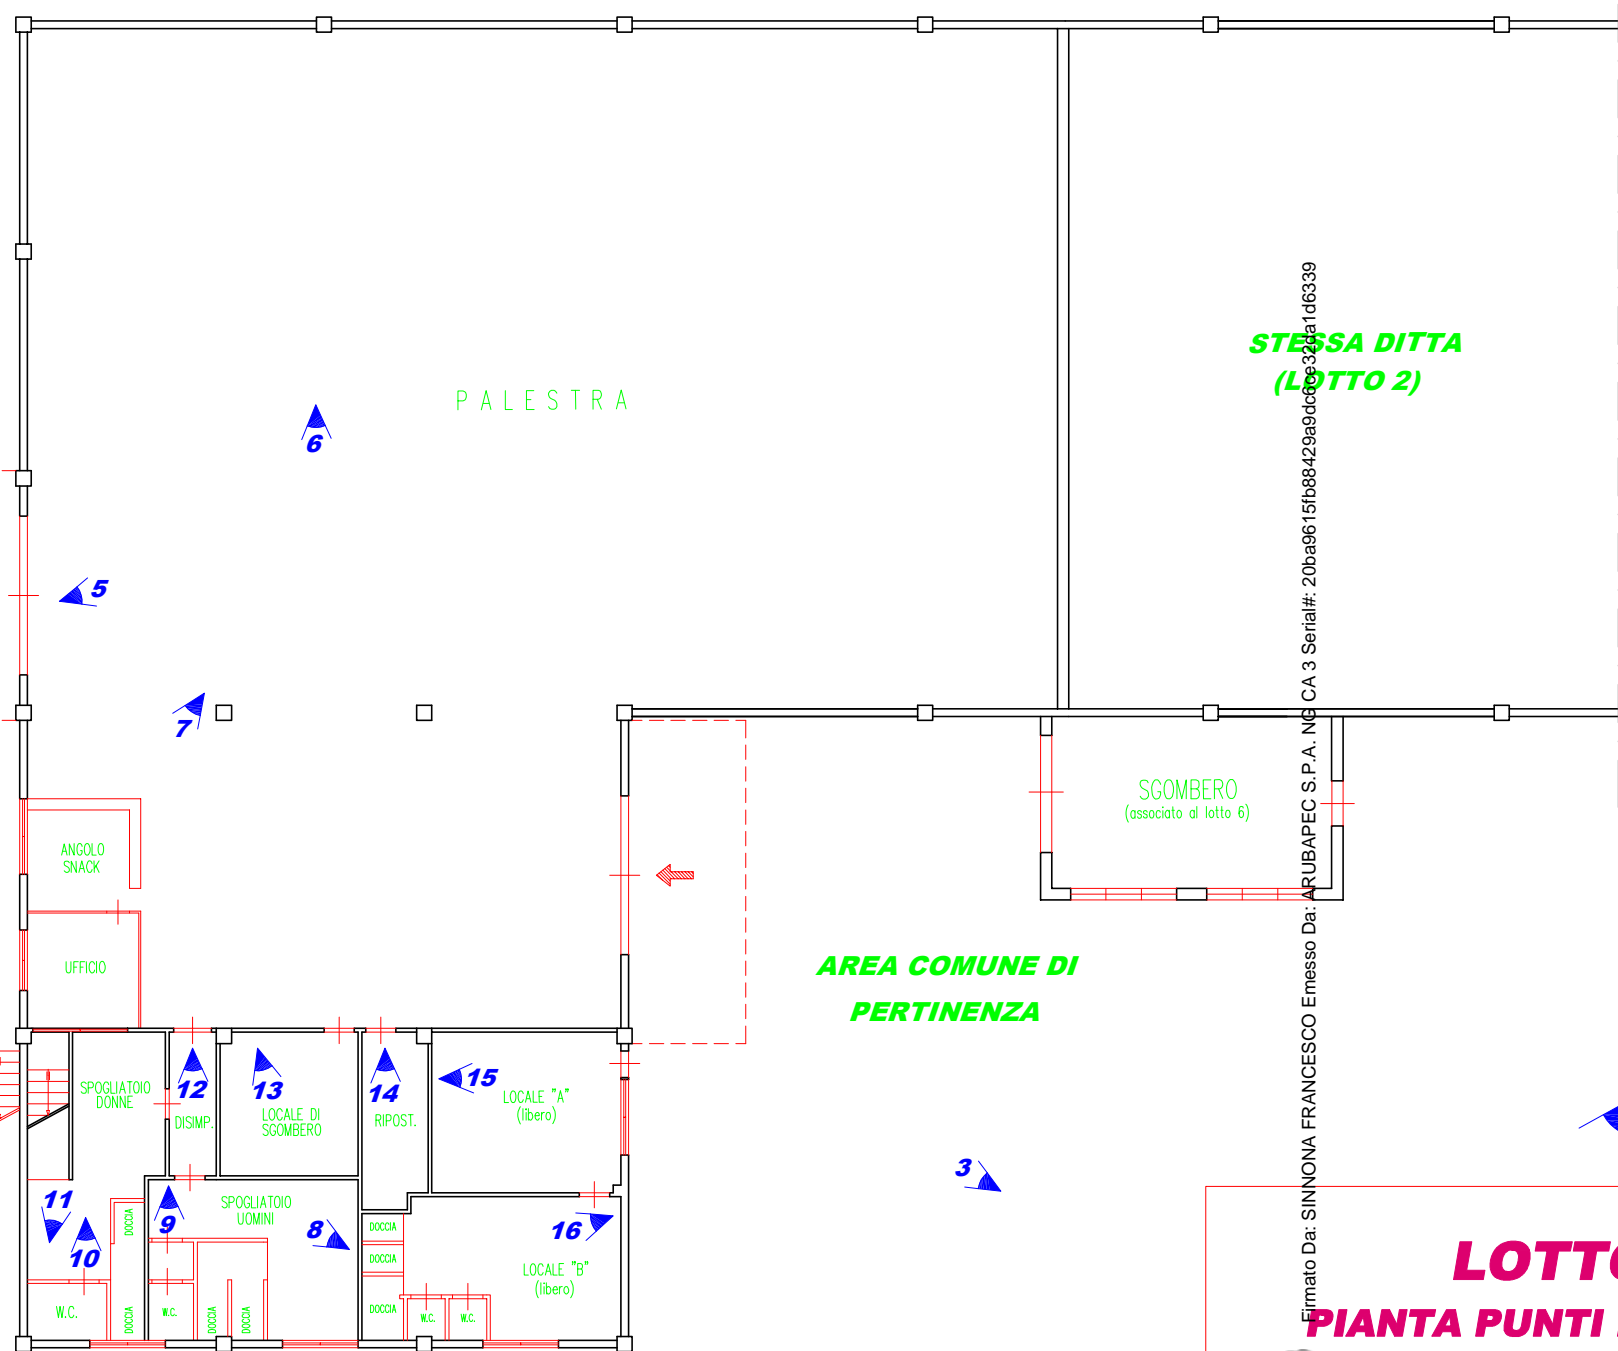 STESSA DITTA
(LOTTO 2)
PALESTRA
6
5
7
SGOMBERO
(associato al lotto 6)
ANGOLO
SNACK
UFFICIO
AREA COMUNE DI
PERTINENZA
SPOGLIATOIO
DONNE
12
DISIMP.
13
LOCALE DI
SGOMBERO
14
RIPOST.
15
LOCALE "A"
(libero)
3
11
10
9
SPOGLIATOIO
UOMINI
8
16
LOCALE "B"
(libero)
DOCCIA
DOCCIA
DOCCIA
DOCCIA
DOCCIA
DOCCIA
DOCCIA
W.C.
W.C.
W.C.
W.C.
LOTTO
PIANTA PUNTI
Firmato Da: SINNONA FRANCESCO Emesso Da: ARUBAPEC S.P.A. NG CA 3 Serial#: 20ba9615fb88429a9dc6ce32da1d6339